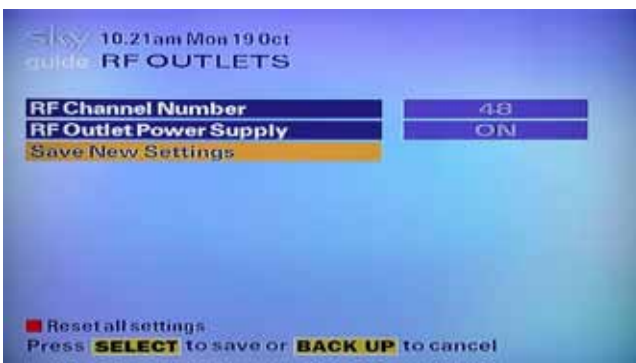 sky 10.21am Mon 19 Oct
guide RF OUTLETS
RF Channel Number 48
RF Outlet Power Supply ON
Save New Settings
Reset all settings
Press SELECT to save or BACK UP to cancel